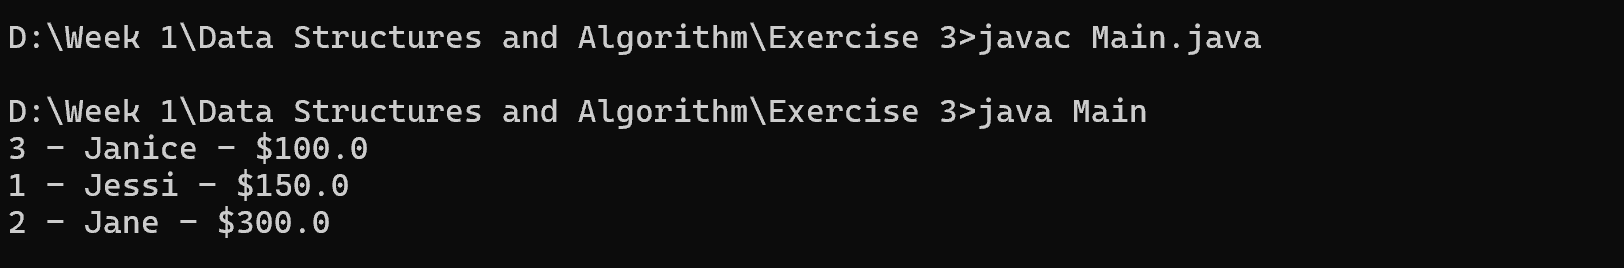 D:\Week 1\Data Structures and Algorithm\Exercise 3>javac Main.java
D:\Week 1\Data Structures and Algorithm\Exercise 3>java Main
3 - Janice - $100.0
1 - Jessi - $150.0
2 - Jane - $300.0